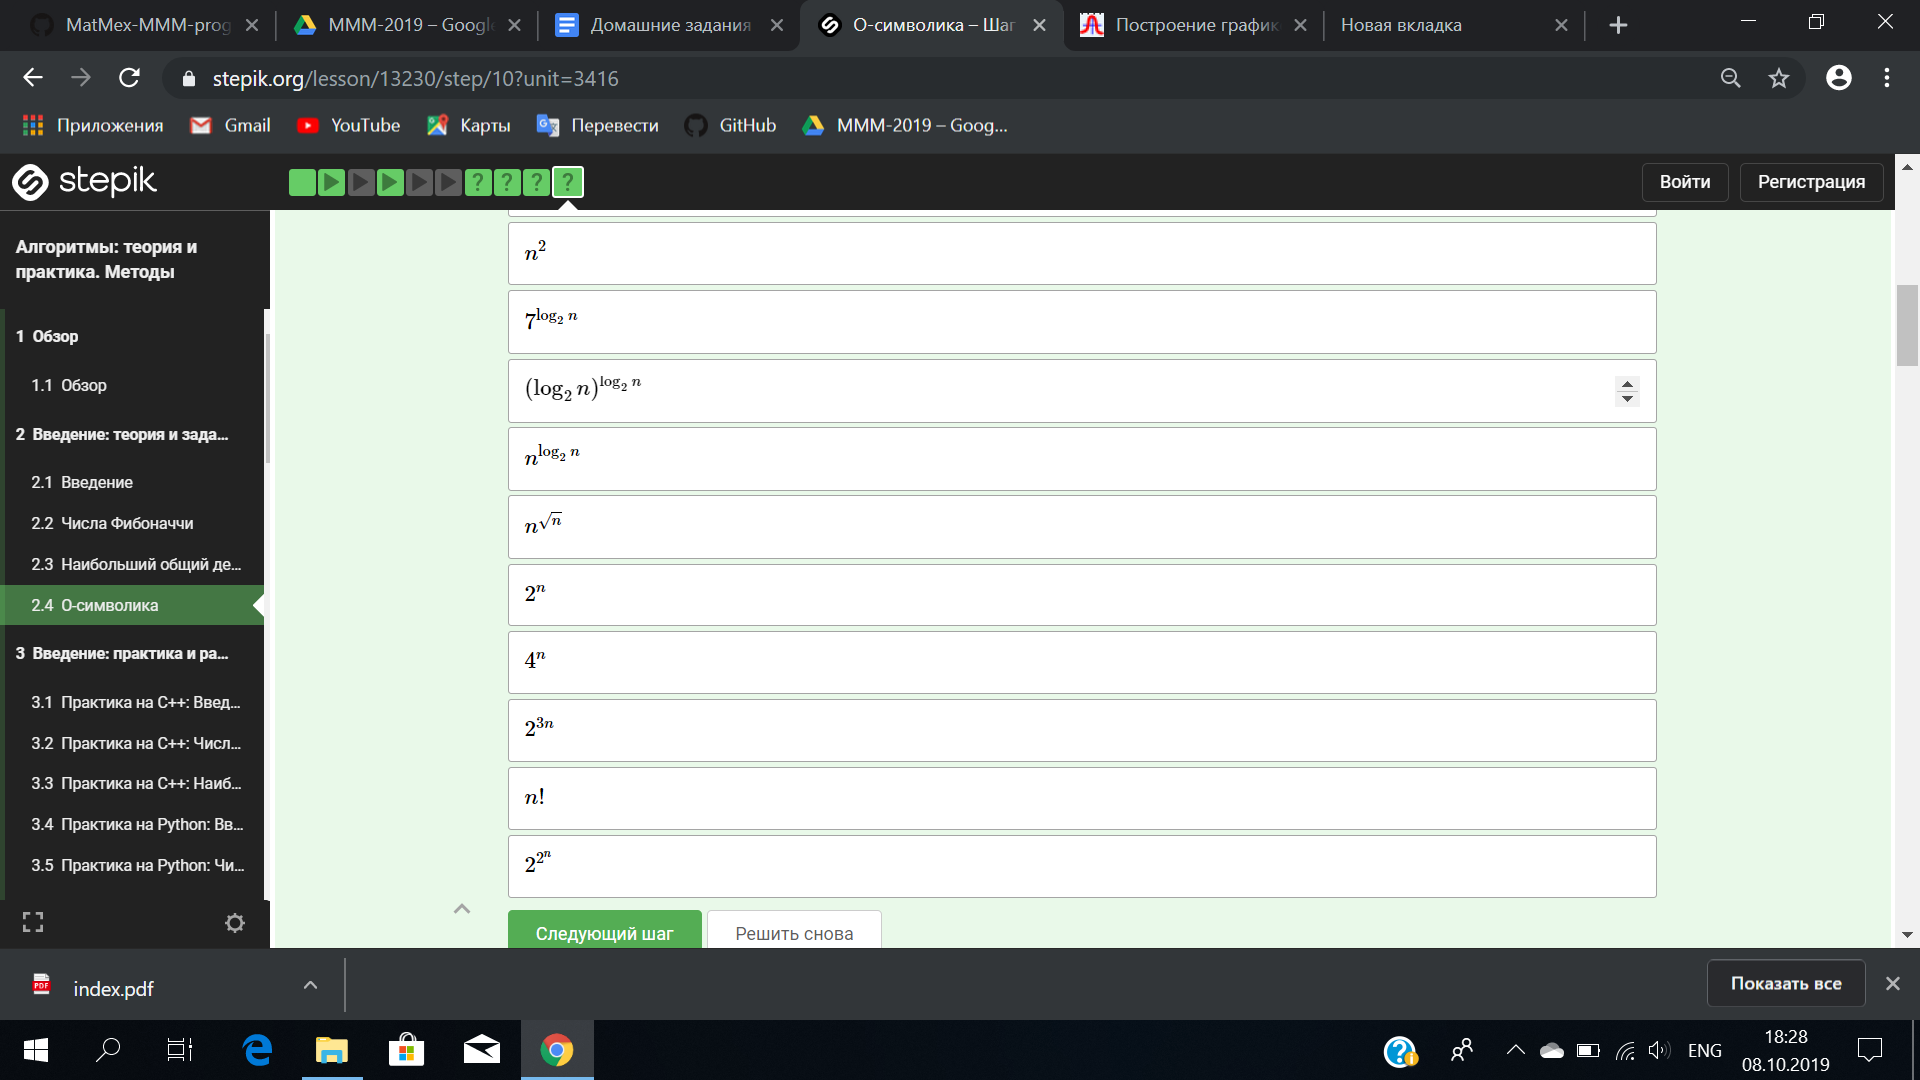 MatMex-MMM-prog
МММ-2019 – Google
Домашние задания
О-символика – Шаг
Построение график
Новая вкладка
stepik.org/lesson/13230/step/10?unit=3416
Приложения
Gmail
YouTube
Карты
Перевести
GitHub
МММ-2019 – Goog...
stepik
? ? ? ?
Войти
Регистрация
Алгоритмы: теория и
практика. Методы
1 Обзор
1.1 Обзор
2 Введение: теория и зада...
2.1 Введение
2.2 Числа Фибоначчи
2.3 Наибольший общий де...
2.4 О-символика
3 Введение: практика и ра...
3.1 Практика на C++: Введ...
3.2 Практика на C++: Числ...
3.3 Практика на C++: Наиб...
3.4 Практика на Python: Вв...
3.5 Практика на Python: Чи...
n^2
7^{log_2 n}
(log_2 n)^{log_2 n}
n^{log_2 n}
n^{√n}
2^n
4^n
2^{3n}
n!
2^{2^n}
Следующий шаг
Решить снова
PDF
index.pdf
Показать все
ENG
18:28
08.10.2019